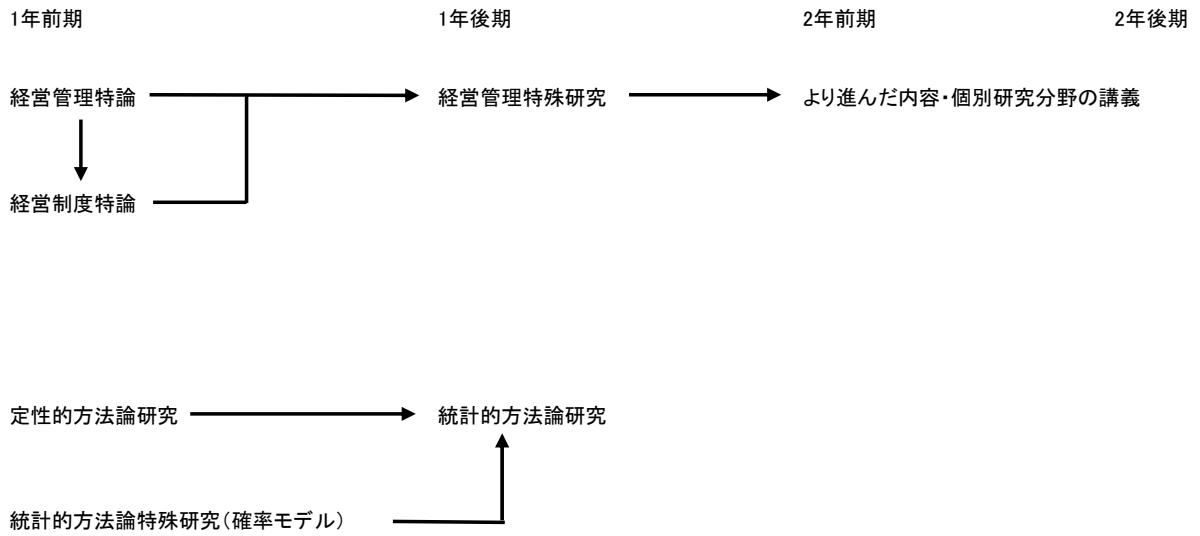 1年前期 1年後期 2年前期 2年後期
経営管理特論 経営管理特殊研究 より進んだ内容・個別研究分野の講義
経営制度特論
定性的方法論研究 統計的方法論研究
統計的方法論特殊研究(確率モデル)